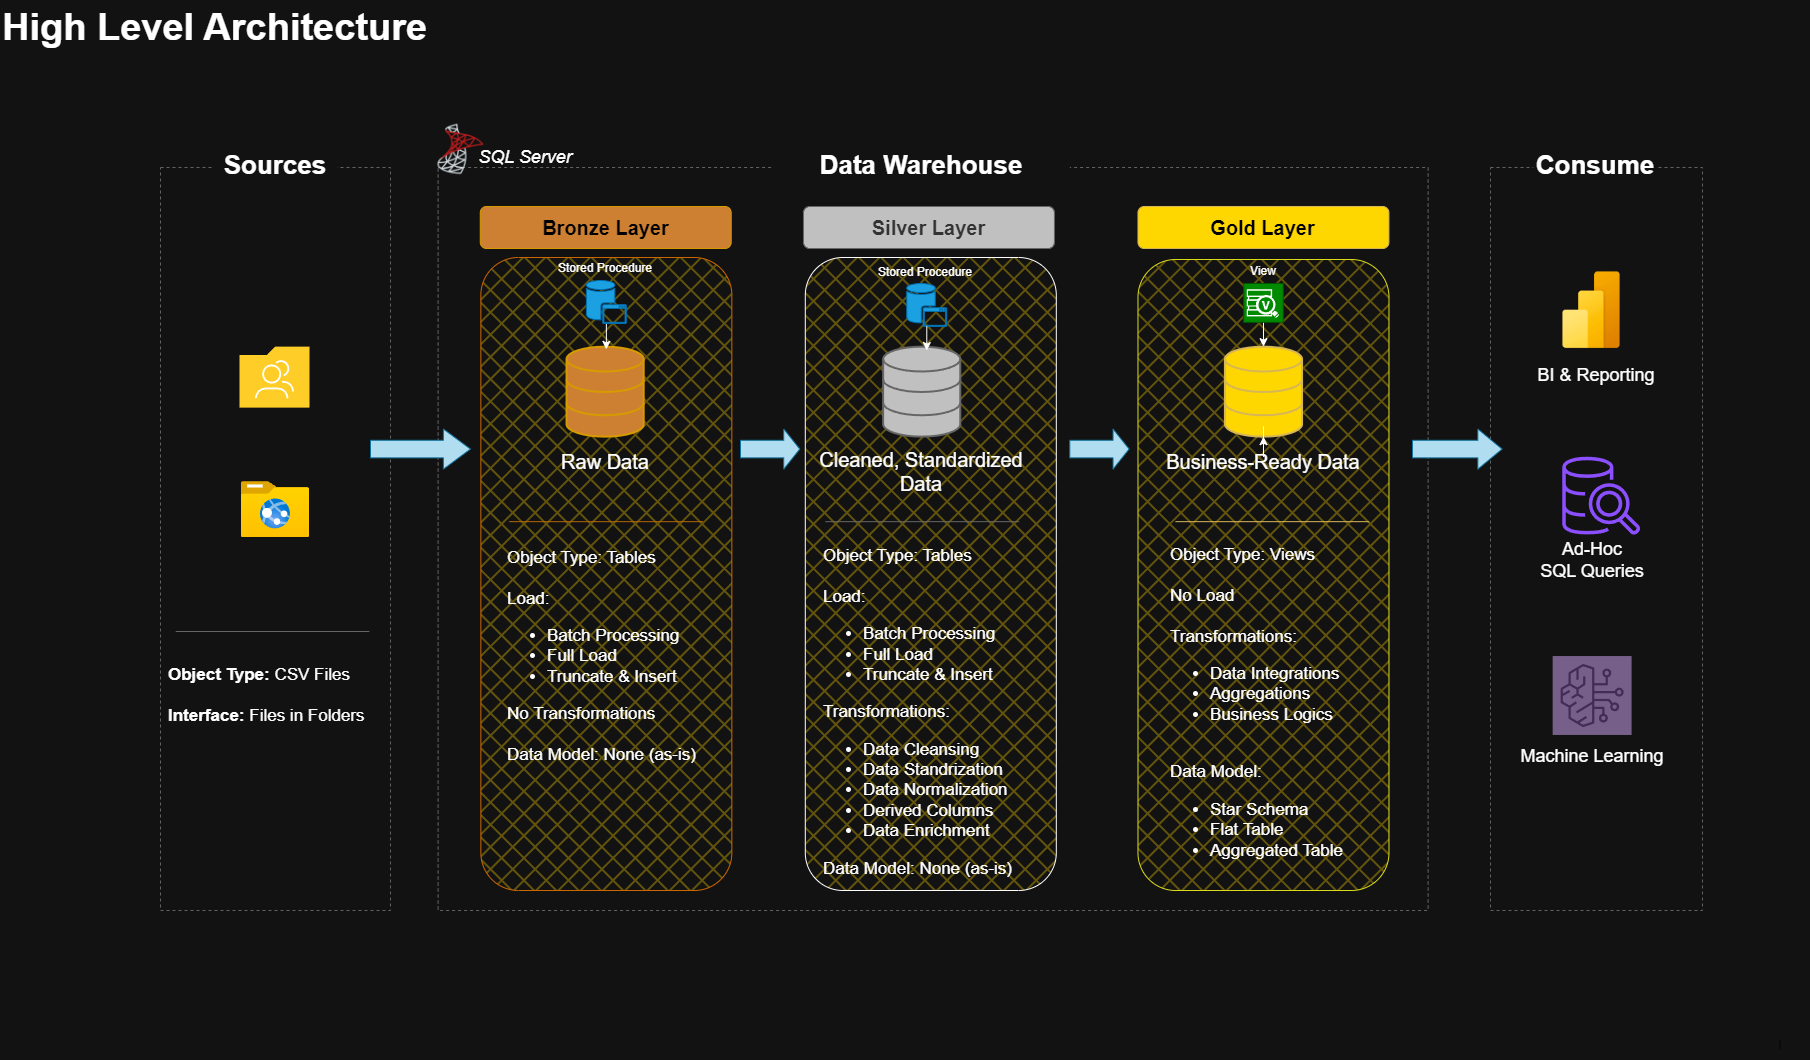 High Level Architecture
Sources
SQL Server
Data Warehouse
Consume
Bronze Layer
Silver Layer
Gold Layer
Object Type: CSV Files
Interface: Files in Folders
Stored Procedure
Raw Data
Object Type: Tables
Load:
• Batch Processing
• Full Load
• Truncate & Insert
No Transformations
Data Model: None (as-is)
Stored Procedure
Cleaned, Standardized
Data
Object Type: Tables
Load:
• Batch Processing
• Full Load
• Truncate & Insert
Transformations:
• Data Cleansing
• Data Standrization
• Data Normalization
• Derived Columns
• Data Enrichment
Data Model: None (as-is)
View
V
Business-Ready Data
Object Type: Views
No Load
Transformations:
• Data Integrations
• Aggregations
• Business Logics
Data Model:
• Star Schema
• Flat Table
• Aggregated Table
BI & Reporting
Ad-Hoc
SQL Queries
Machine Learning